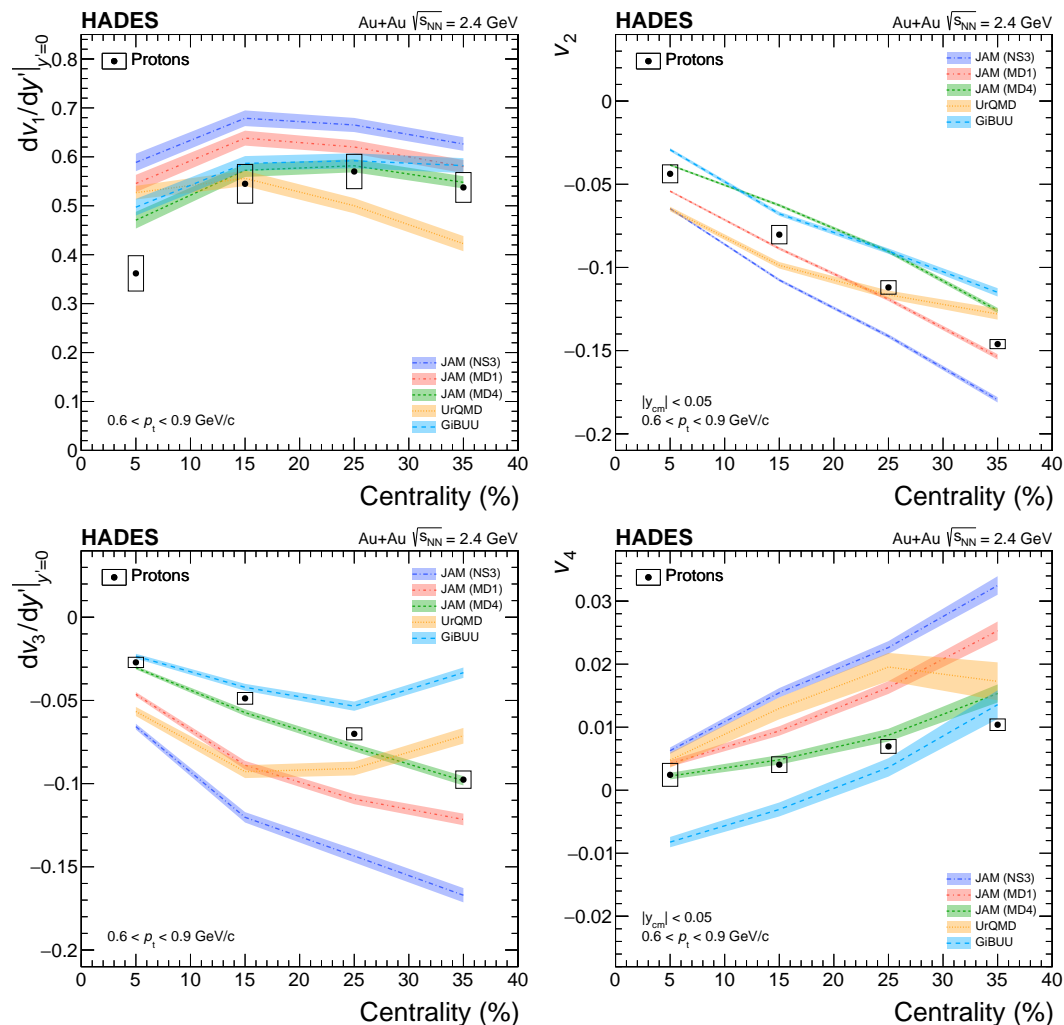 HADES Au+Au √s_NN = 2.4 GeV
dv₁/dy'|y'=0
Protons
0.8
0.7
0.6
0.5
0.4
0.3
0.2
0.1
0
JAM (NS3)
JAM (MD1)
JAM (MD4)
UrQMD
GiBUU
0.6 < pₜ < 0.9 GeV/c
0 5 10 15 20 25 30 35 40
Centrality (%)
HADES Au+Au √s_NN = 2.4 GeV
v₂
Protons
JAM (NS3)
JAM (MD1)
JAM (MD4)
UrQMD
GiBUU
0
−0.05
−0.1
−0.15
−0.2
|y_cm| < 0.05
0.6 < pₜ < 0.9 GeV/c
0 5 10 15 20 25 30 35 40
Centrality (%)
HADES Au+Au √s_NN = 2.4 GeV
dv₃/dy'|y'=0
Protons
JAM (NS3)
JAM (MD1)
JAM (MD4)
UrQMD
GiBUU
0
−0.05
−0.1
−0.15
−0.2
0.6 < pₜ < 0.9 GeV/c
0 5 10 15 20 25 30 35 40
Centrality (%)
HADES Au+Au √s_NN = 2.4 GeV
v₄
Protons
0.03
0.02
0.01
0
−0.01
−0.02
JAM (NS3)
JAM (MD1)
JAM (MD4)
UrQMD
GiBUU
|y_cm| < 0.05
0.6 < pₜ < 0.9 GeV/c
0 5 10 15 20 25 30 35 40
Centrality (%)